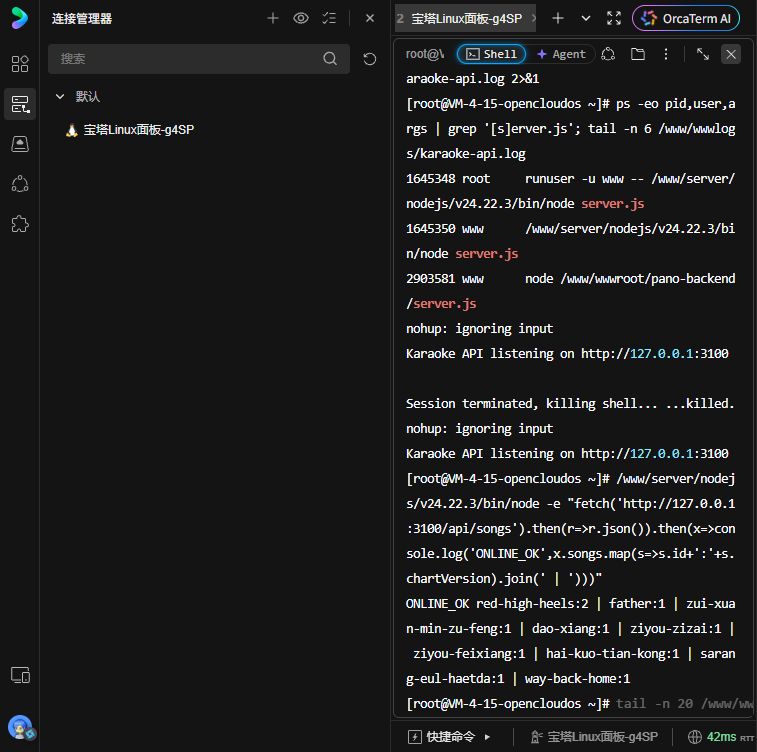 连接管理器
搜索
默认
宝塔Linux面板-g4SP
2 宝塔Linux面板-g4SP
OrcaTerm AI
root@V
Shell
Agent
araoke-api.log 2>&1
[root@VM-4-15-opencloudos ~]# ps -eo pid,user,a
rgs | grep '[s]erver.js'; tail -n 6 /www/wwwlog
s/karaoke-api.log
1645348 root     runuser -u www -- /www/server/
nodejs/v24.22.3/bin/node server.js
1645350 www      /www/server/nodejs/v24.22.3/bi
n/node server.js
2903581 www      node /www/wwwroot/pano-backend
/server.js
nohup: ignoring input
Karaoke API listening on http://127.0.0.1:3100
Session terminated, killing shell... ...killed.
nohup: ignoring input
Karaoke API listening on http://127.0.0.1:3100
[root@VM-4-15-opencloudos ~]# /www/server/nodej
s/v24.22.3/bin/node -e "fetch('http://127.0.0.1
:3100/api/songs').then(r=>r.json()).then(x=>con
sole.log('ONLINE_OK',x.songs.map(s=>s.id+':'+s.
chartVersion).join(' | ')))"
ONLINE_OK red-high-heels:2 | father:1 | zui-xua
n-min-zu-feng:1 | dao-xiang:1 | ziyou-zizai:1 |
 ziyou-feixiang:1 | hai-kuo-tian-kong:1 | saran
g-eul-haetda:1 | way-back-home:1
[root@VM-4-15-opencloudos ~]# tail -n 20 /www/ww
快捷命令
宝塔Linux面板-g4SP
42ms RTT